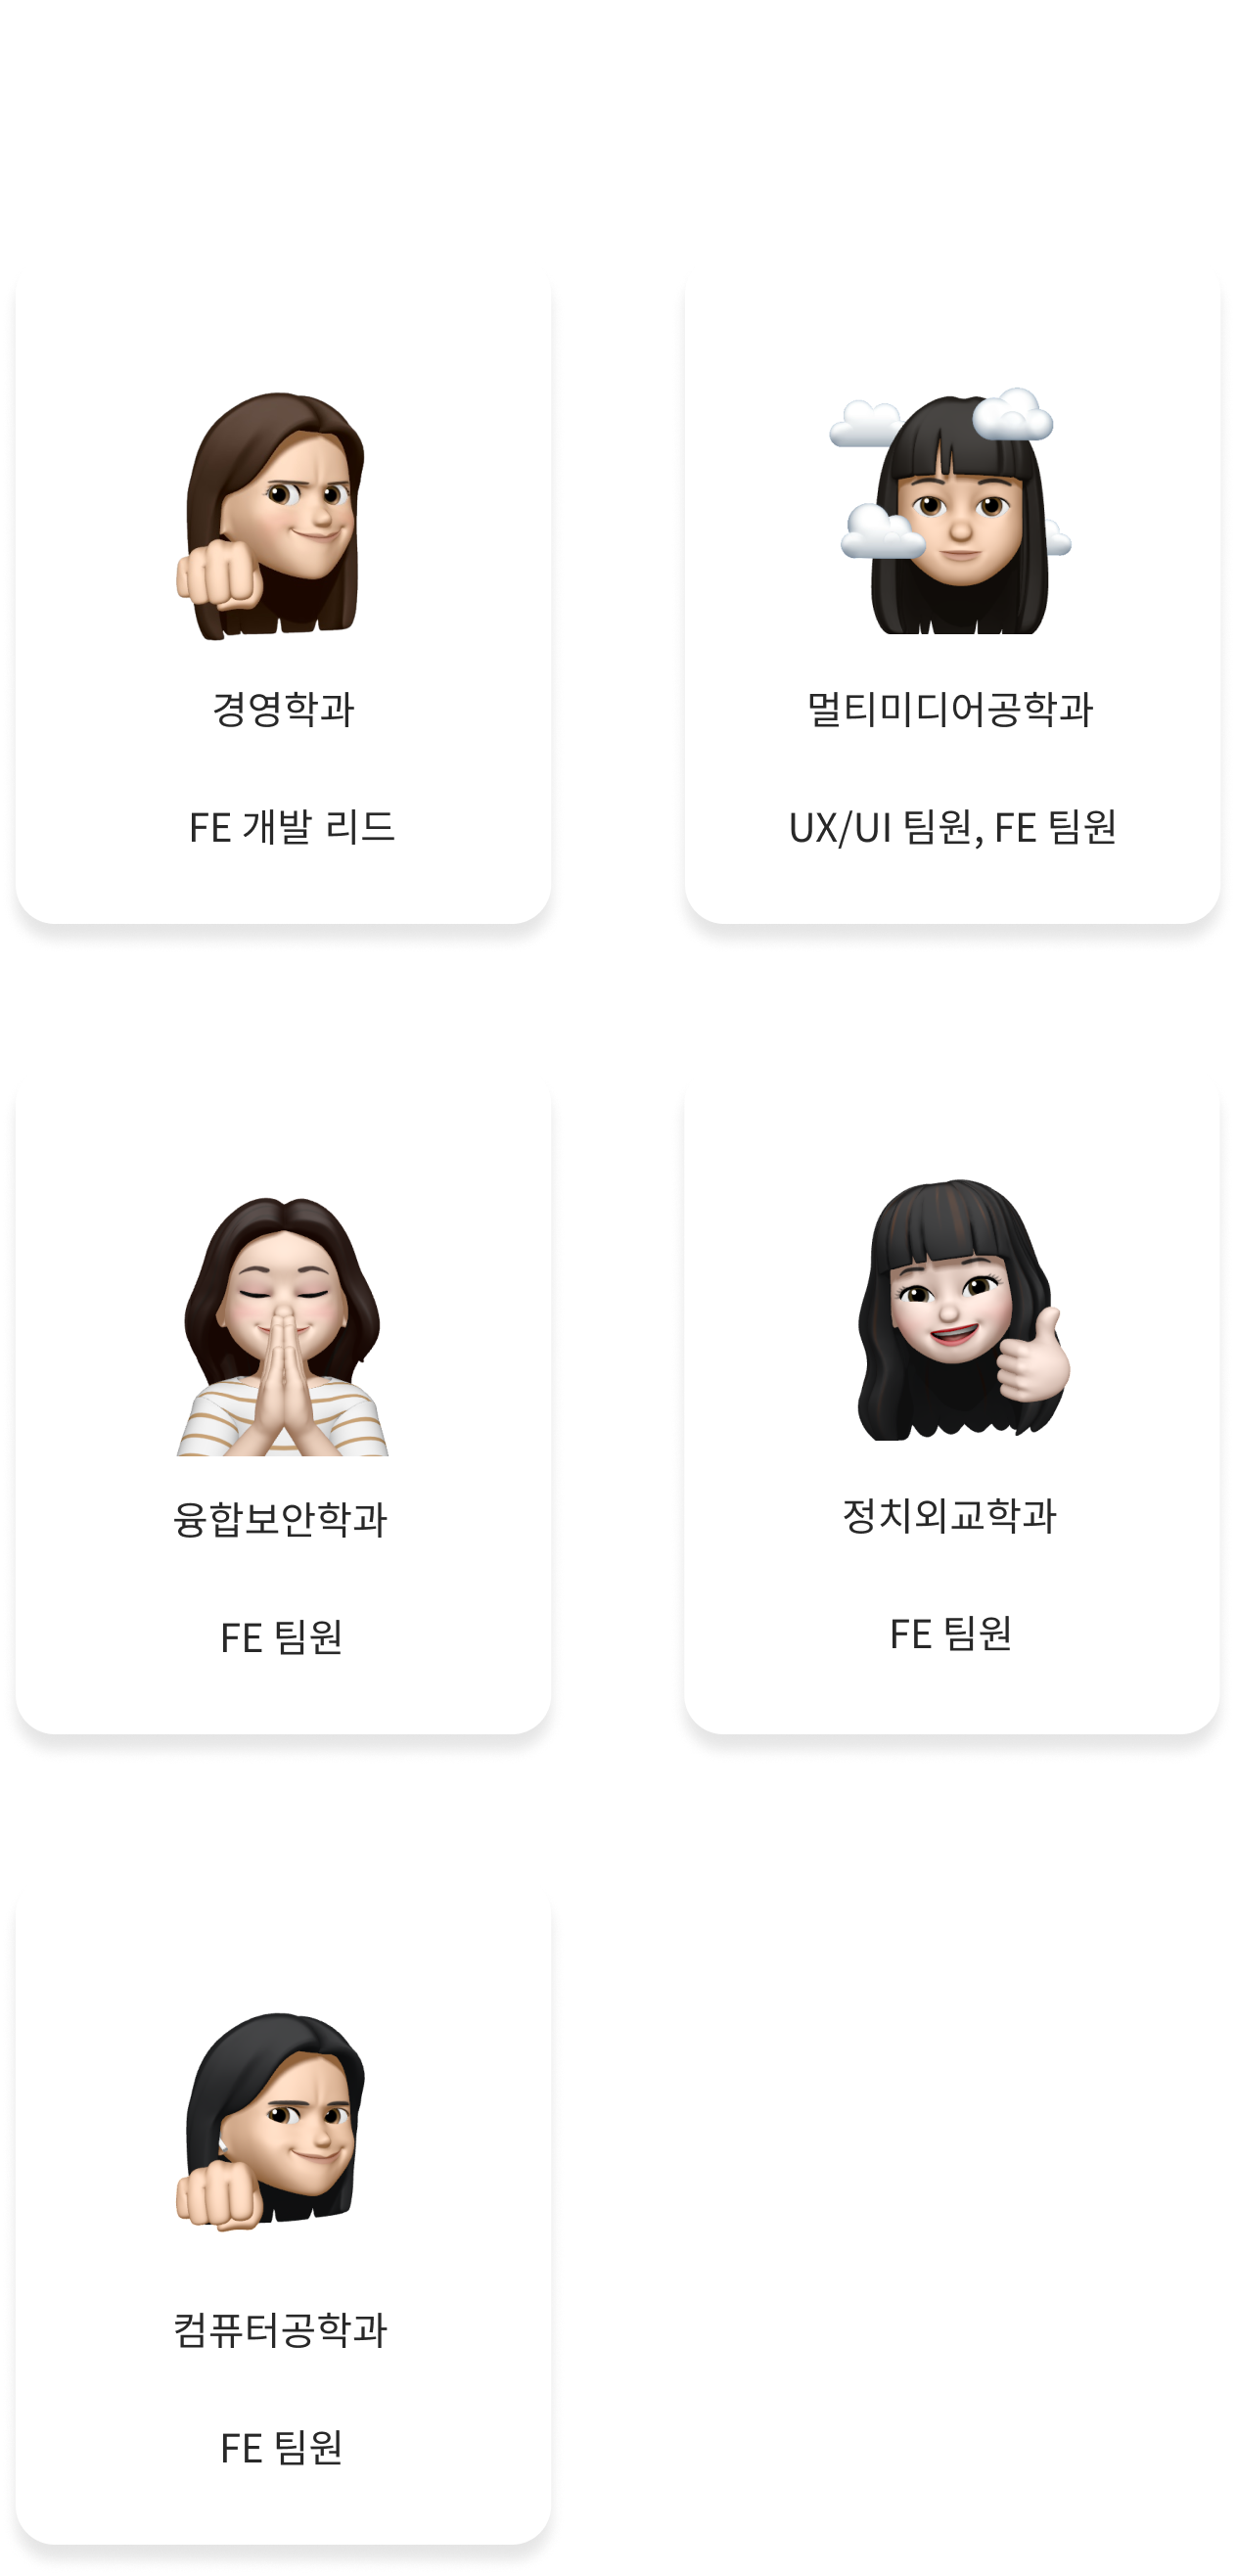 경영학과
FE 개발 리드
멀티미디어공학과
UX/UI 팀원, FE 팀원
융합보안학과
FE 팀원
정치외교학과
FE 팀원
컴퓨터공학과
FE 팀원